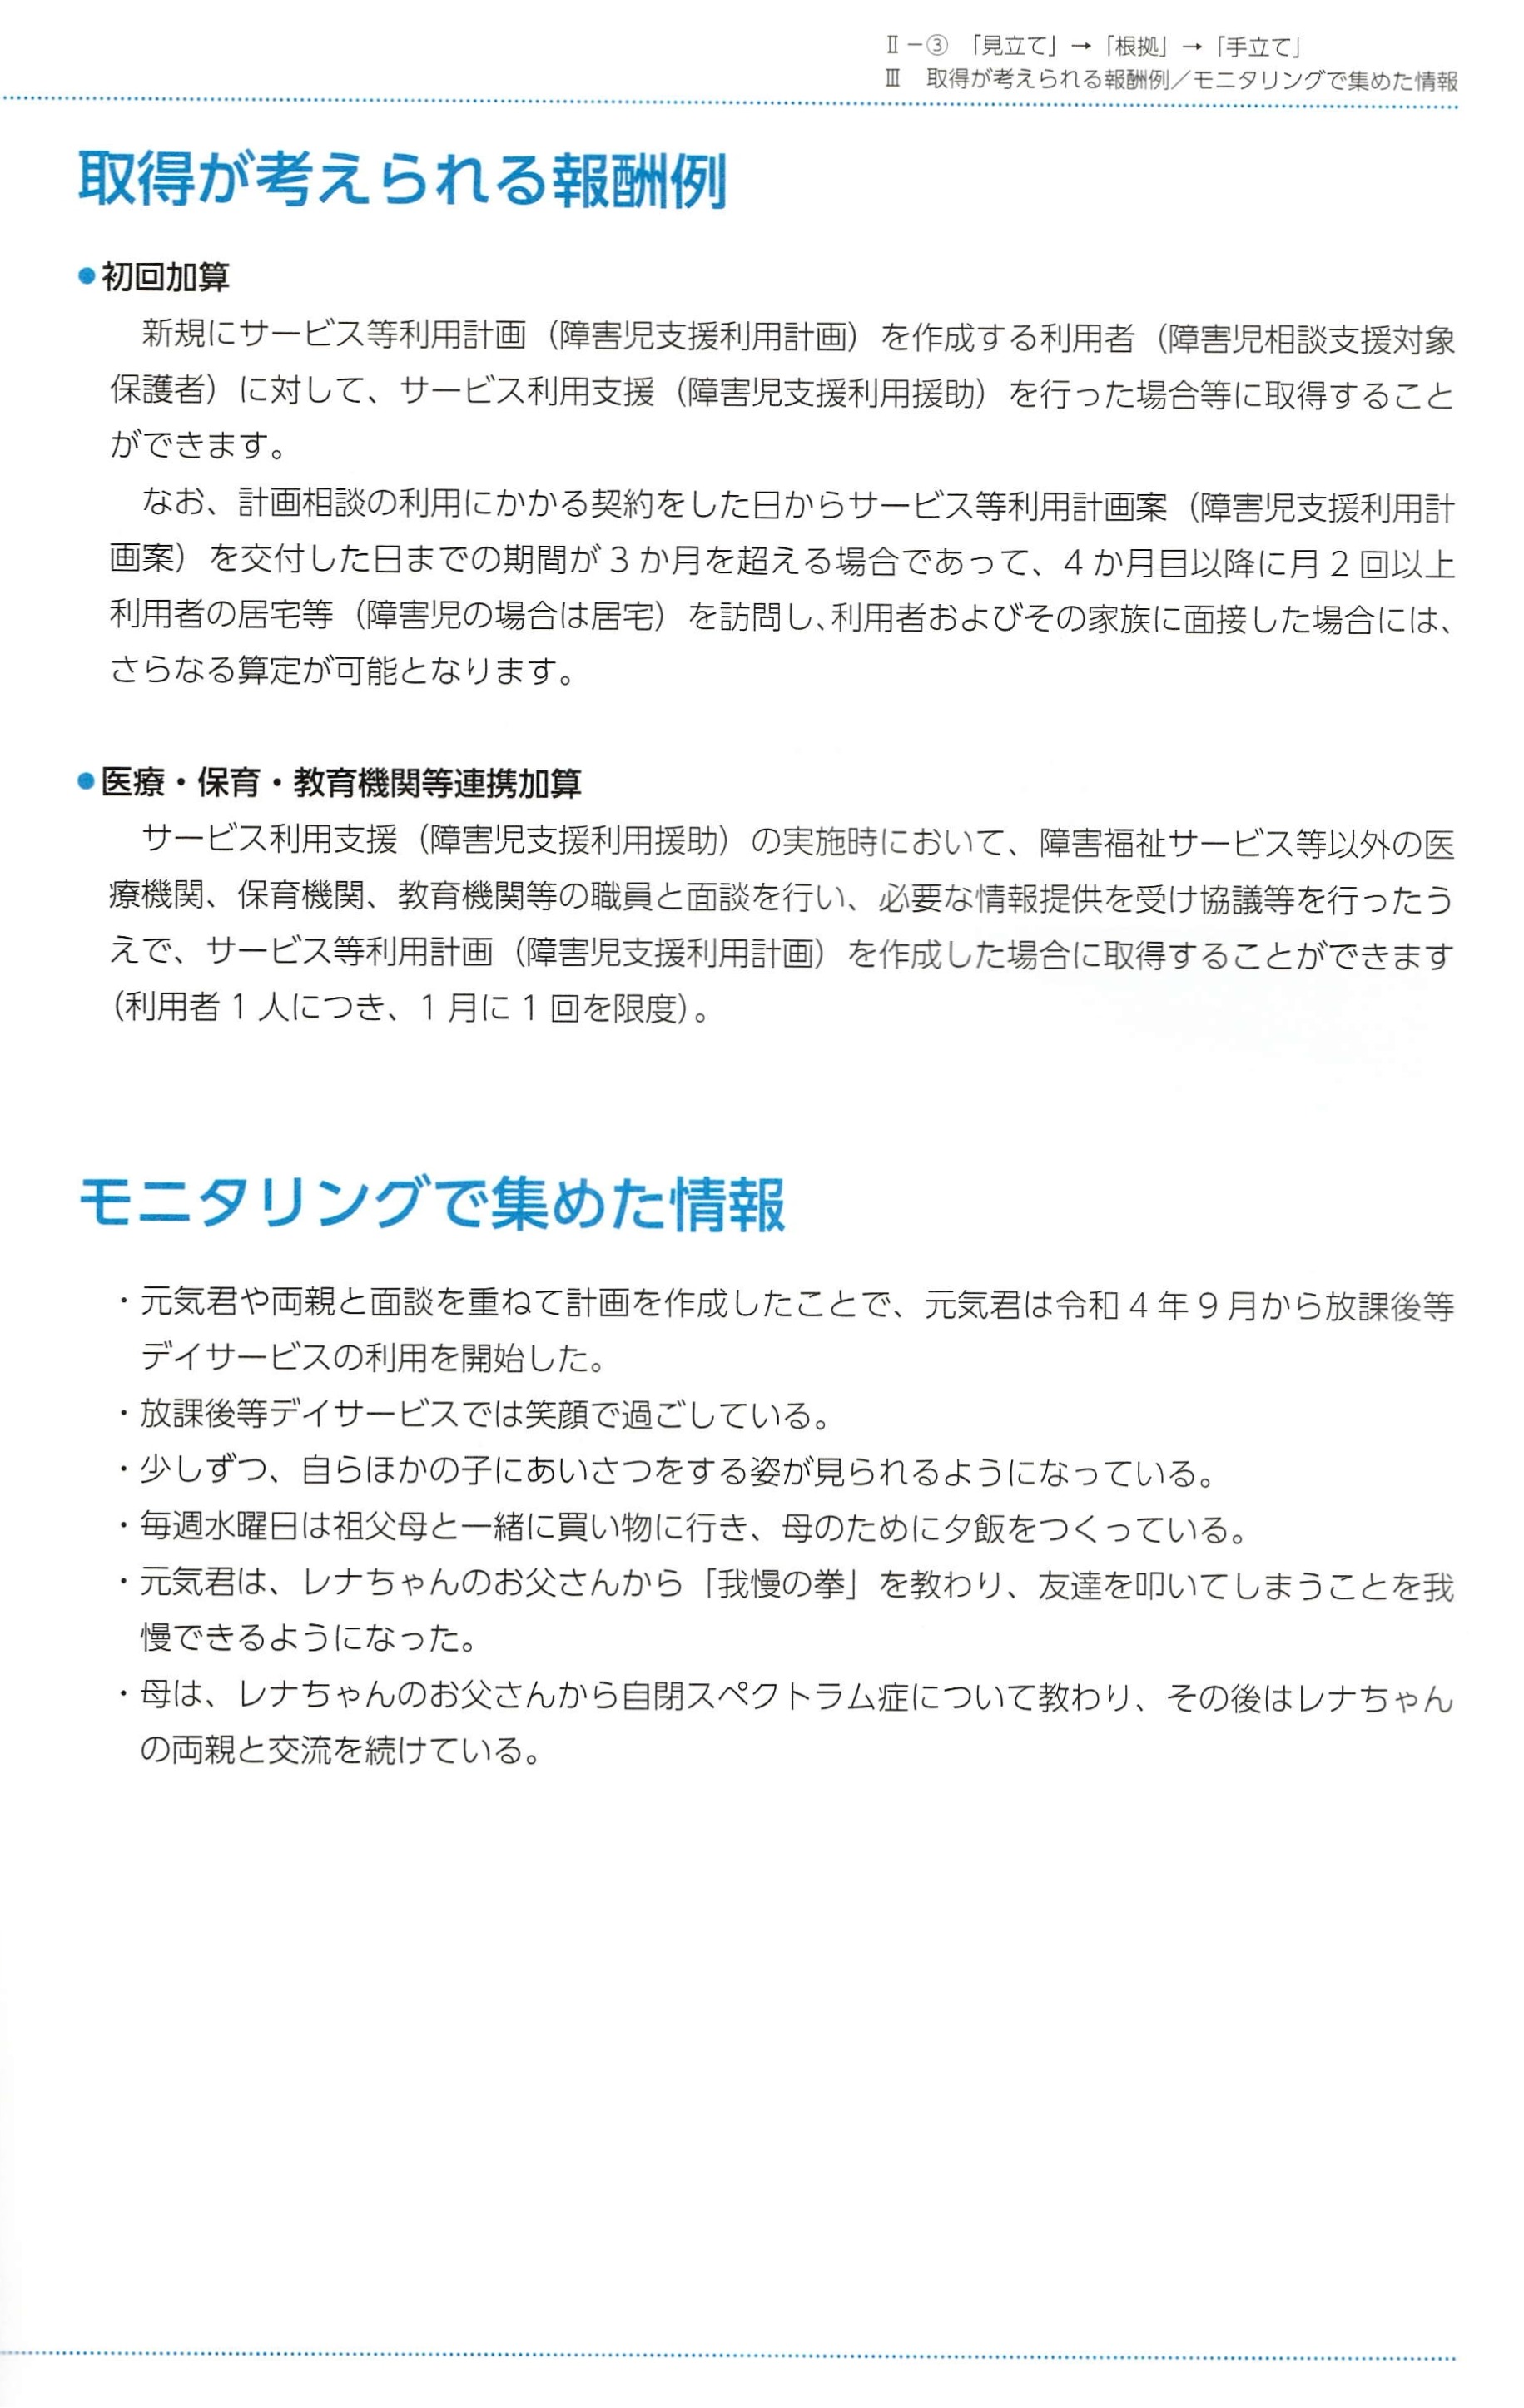 Ⅱ－③　「見立て」→「根拠」→「手立て」
Ⅲ　取得が考えられる報酬例／モニタリングで集めた情報
取得が考えられる報酬例
●初回加算
　新規にサービス等利用計画（障害児支援利用計画）を作成する利用者（障害児相談支援対象
保護者）に対して、サービス利用支援（障害児支援利用援助）を行った場合等に取得すること
ができます。
　なお、計画相談の利用にかかる契約をした日からサービス等利用計画案（障害児支援利用計
画案）を交付した日までの期間が3か月を超える場合であって、4か月目以降に月2回以上
利用者の居宅等（障害児の場合は居宅）を訪問し、利用者およびその家族に面接した場合には、
さらなる算定が可能となります。
●医療・保育・教育機関等連携加算
　サービス利用支援（障害児支援利用援助）の実施時において、障害福祉サービス等以外の医
療機関、保育機関、教育機関等の職員と面談を行い、必要な情報提供を受け協議等を行ったう
えで、サービス等利用計画（障害児支援利用計画）を作成した場合に取得することができます
（利用者1人につき、1月に1回を限度）。
モニタリングで集めた情報
・元気君や両親と面談を重ねて計画を作成したことで、元気君は令和4年9月から放課後等
デイサービスの利用を開始した。
・放課後等デイサービスでは笑顔で過ごしている。
・少しずつ、自らほかの子にあいさつをする姿が見られるようになっている。
・毎週水曜日は祖父母と一緒に買い物に行き、母のために夕飯をつくっている。
・元気君は、レナちゃんのお父さんから「我慢の拳」を教わり、友達を叩いてしまうことを我
慢できるようになった。
・母は、レナちゃんのお父さんから自閉スペクトラム症について教わり、その後はレナちゃん
の両親と交流を続けている。